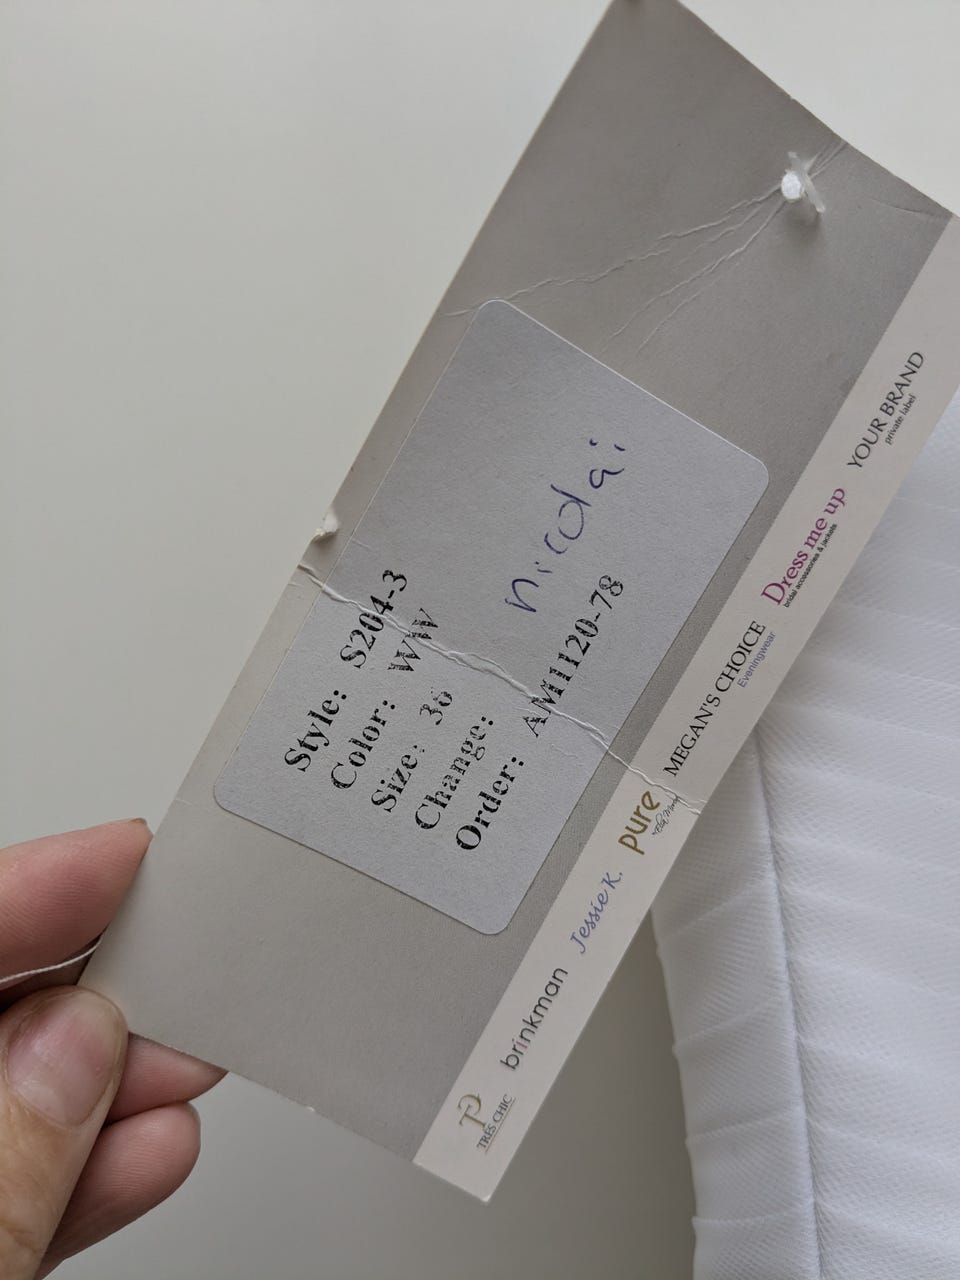 Style: S204-3
Color: WW
Size: 36
Change:
Order: AM1120-78
nicolai
TRES CHIC
brinkman
Jessie K.
pure
MEGAN'S CHOICE
Eveningwear
Dress me up
bridal accessories & jackets
YOUR BRAND
private label